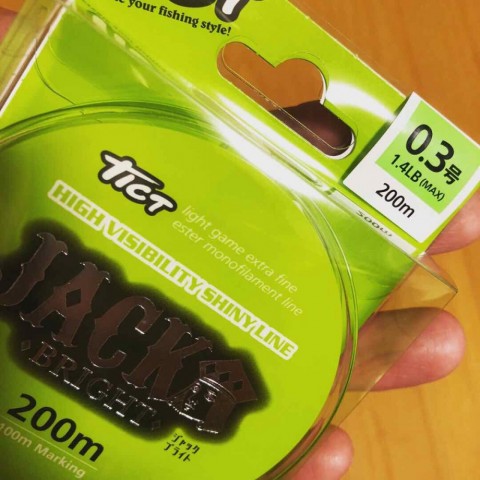 e your fishing style!
0.3号
1.4LB(MAX)
200m
TICT
light game extra fine
ester monofilament line
HIGH VISIBILITY SHINY LINE
JACK
BRIGHT
ジャック
ブライト
200m
100m Marking